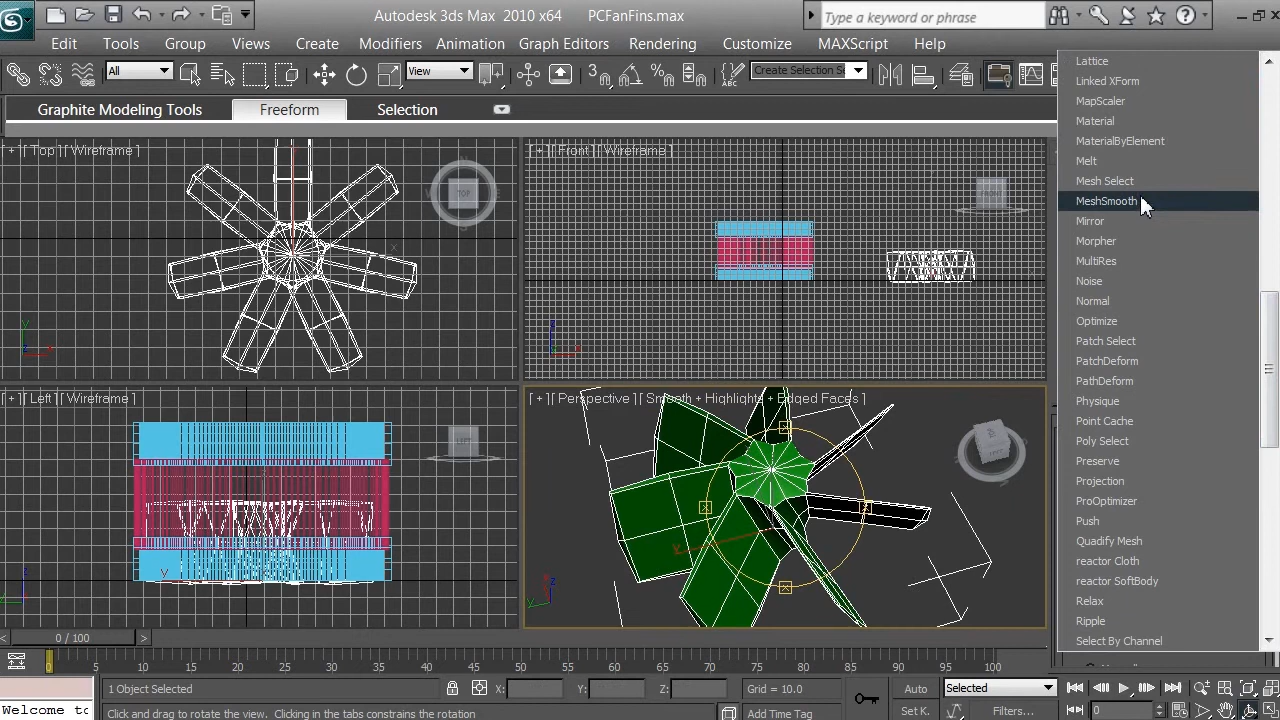 Autodesk 3ds Max 2010 x64 PCFanFins.max
Type a keyword or phrase
Edit Tools Group Views Create Modifiers Animation Graph Editors Rendering Customize MAXScript Help
All View Create Selection Se
Graphite Modeling Tools Freeform Selection
[ + ] [ Top ] [ Wireframe ]
[ + ] [ Front ] [ Wireframe ]
TOP
FRONT
[ + ] [ Left ] [ Wireframe ]
[ + ] [ Perspective ] [ Smooth + Highlights + Edged Faces ]
LEFT
Lattice
Linked XForm
MapScaler
Material
MaterialByElement
Melt
Mesh Select
MeshSmooth
Mirror
Morpher
MultiRes
Noise
Normal
Optimize
Patch Select
PatchDeform
PathDeform
Physique
Point Cache
Poly Select
Preserve
Projection
ProOptimizer
Push
Quadify Mesh
reactor Cloth
reactor SoftBody
Relax
Ripple
Select By Channel
0 / 100
0 5 10 15 20 25 30 35 40 45 50 55 60 65 70 75 80 85 90 95 100
1 Object Selected X: Y: Z: Grid = 10.0 Auto Selected
Welcome to Click and drag to rotate the view. Clicking in the tabs constrains the rotation Add Time Tag Set K. Filters... 0